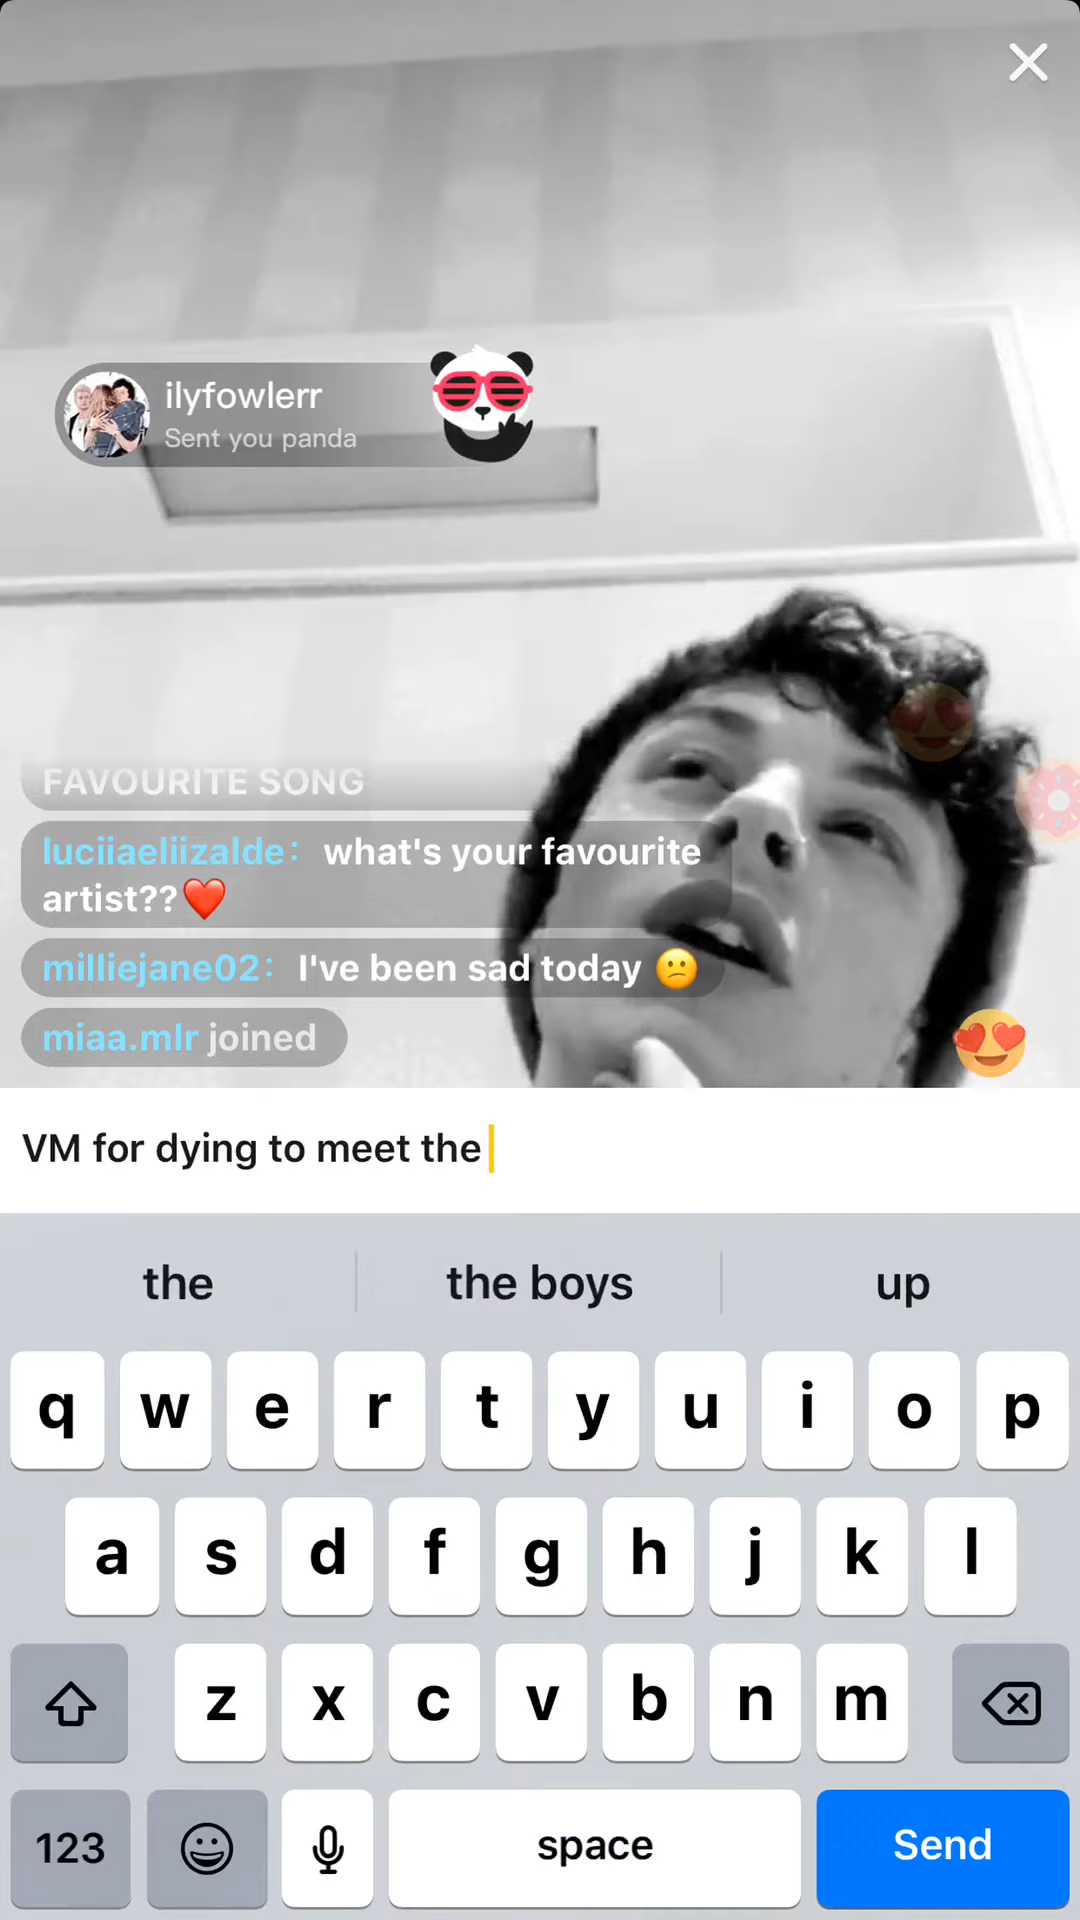 ilyfowlerr
Sent you panda
FAVOURITE SONG
luciiaeliizalde: what's your favourite
artist??❤️
milliejane02: I've been sad today 😕
miaa.mlr joined
VM for dying to meet the
the the boys up
q w e r t y u i o p
a s d f g h j k l
z x c v b n m
123 space Send